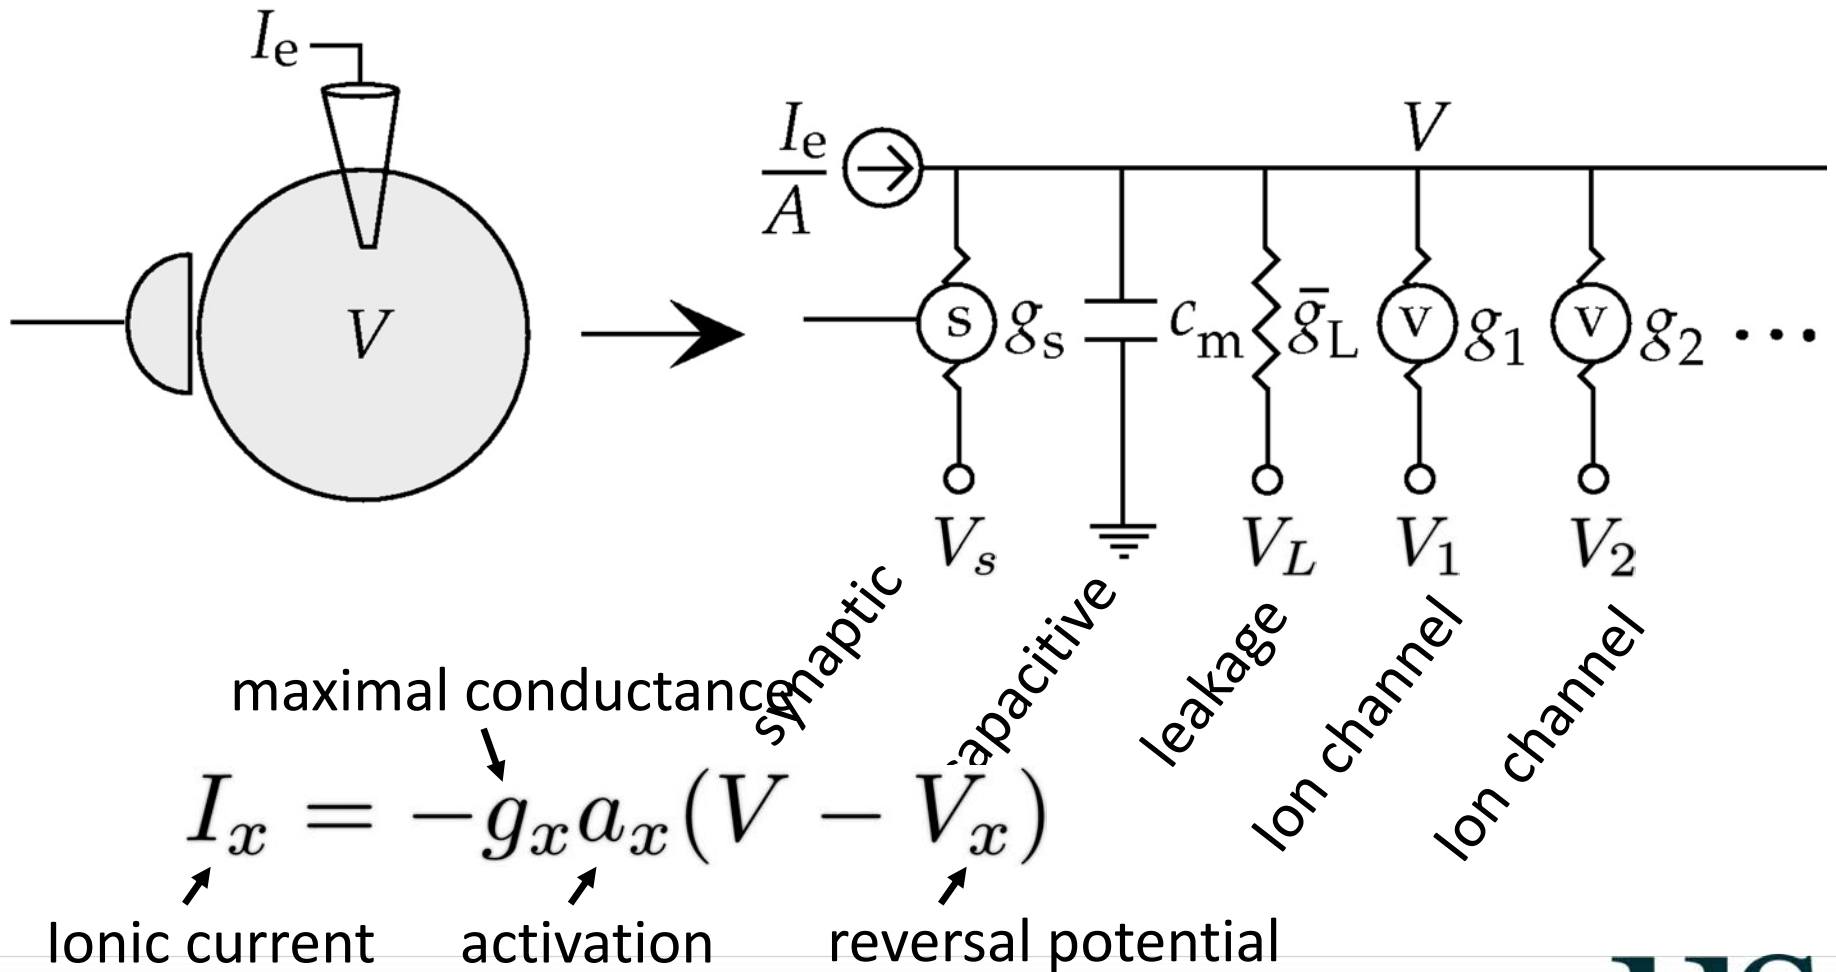 I_e
V
I_e
A
V
s
g_s
c_m
ḡ_L
v
g_1
v
g_2
...
V_s
V_L
V_1
V_2
synaptic
capacitive
leakage
Ion channel
Ion channel
maximal conductance
I_x = −g_x a_x (V − V_x)
Ionic current
activation
reversal potential